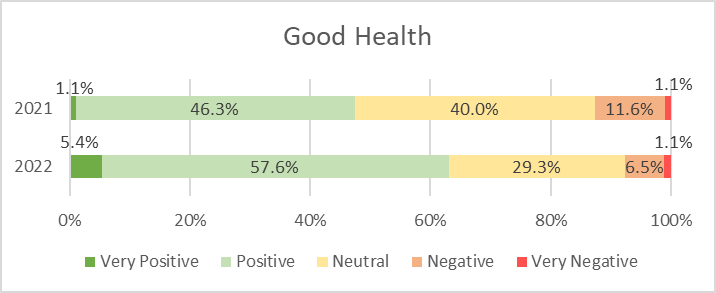 Good Health
1.1% 1.1%
2021 46.3% 40.0% 11.6%
5.4% 1.1%
2022 57.6% 29.3% 6.5%
0% 20% 40% 60% 80% 100%
Very Positive Positive Neutral Negative Very Negative